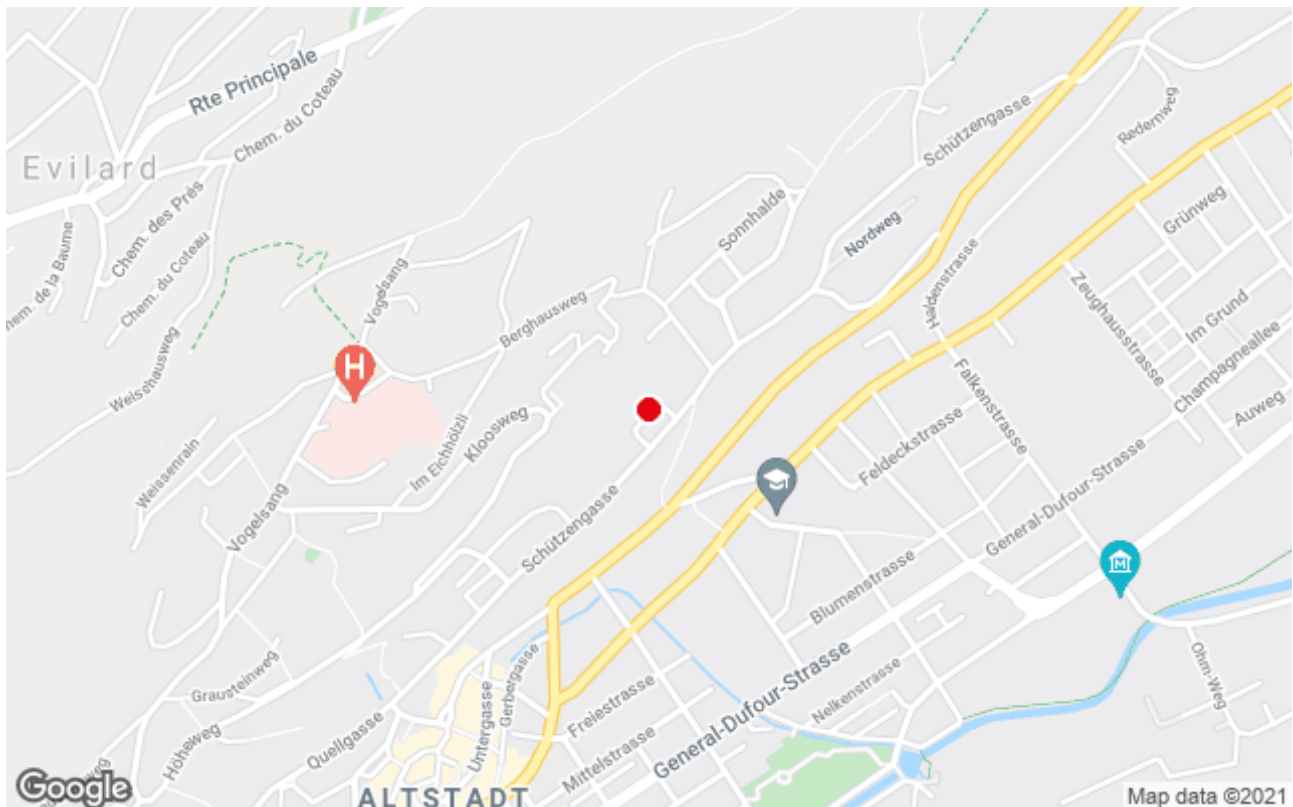 Rte Principale
Chem. du Coteau
Evilard
Chem. des Prés
Chem. du Coteau
Chem. de la Baume
Weisshausweg
Vogelsang
Berghausweg
Sonnhalde
Nordweg
Schützengasse
Redernweg
Grünweg
Zeughausstrasse
Im Grund
Champagneallee
Auweg
Heldenstrasse
Falkenstrasse
Feldeckstrasse
General-Dufour-Strasse
H
Weissenrain
Vogelsang
Im Eichhölzli
Kloosweg
Schützengasse
Blumenstrasse
M
Ohm-Weg
Grausteinweg
Höheweg
Quellgasse
Untergasse
Gerbergasse
Freiestrasse
Mittelstrasse
General-Dufour-Strasse
Nelkenstrasse
ALTSTADT
Google
Map data ©2021